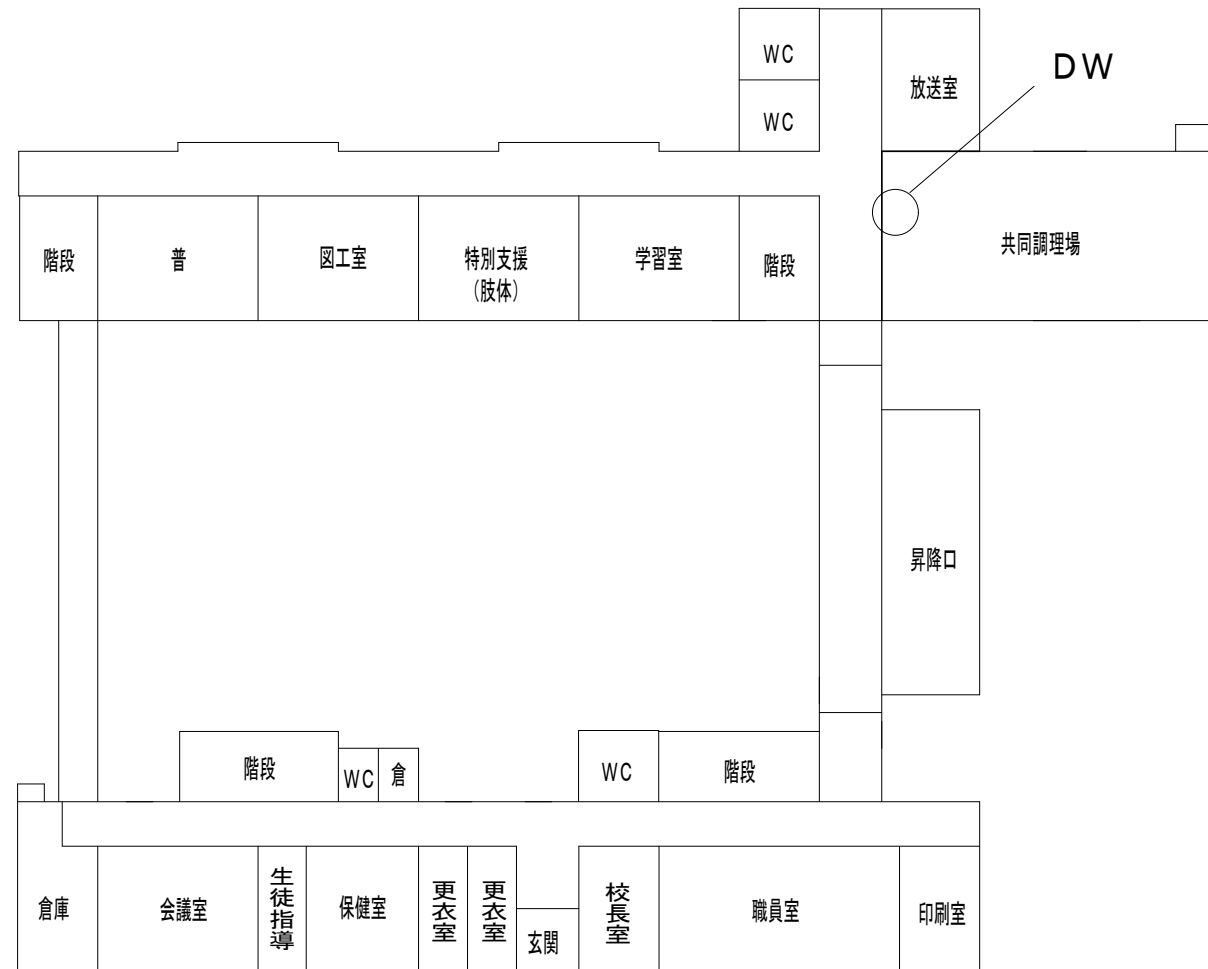 WC
DW
放送室
WC
階段
普
図工室
特別支援
(肢体)
学習室
階段
共同調理場
昇降口
階段
WC
倉
WC
階段
倉庫
会議室
生徒指導
保健室
更衣室
更衣室
玄関
校長室
職員室
印刷室